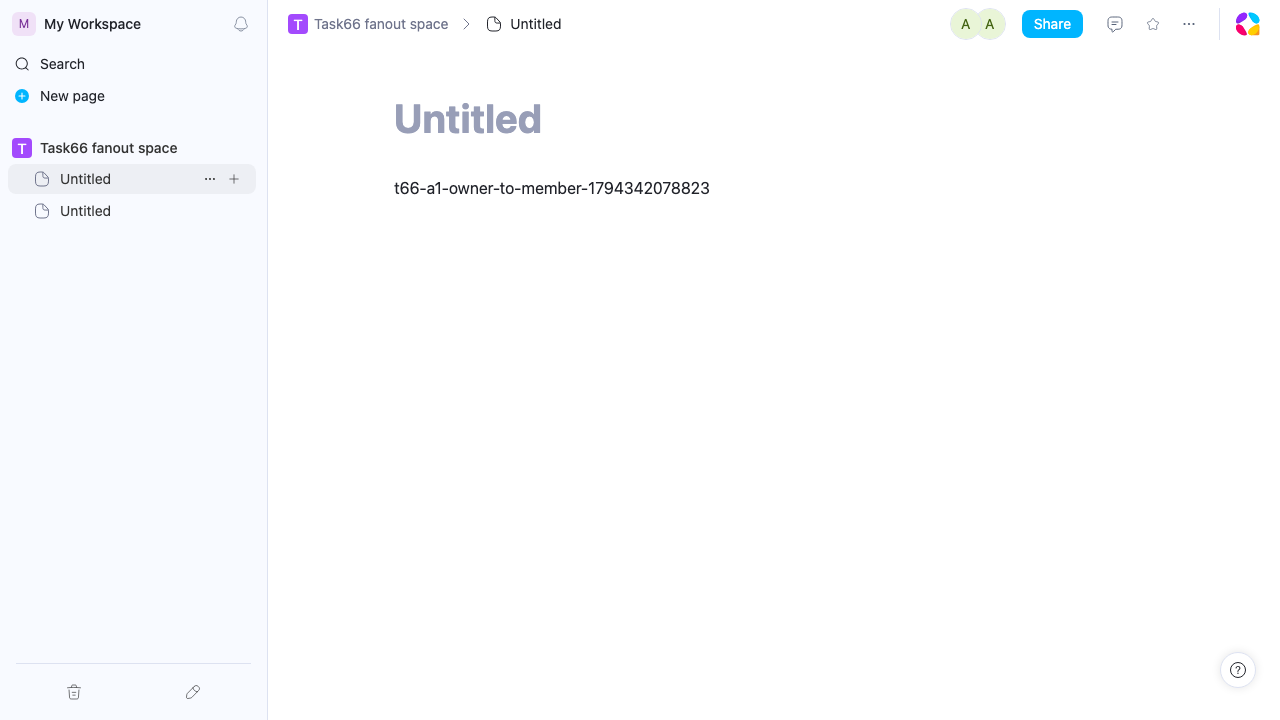 M My Workspace
Search
New page
T Task66 fanout space
Untitled
Untitled
T Task66 fanout space
Untitled
A A
Share
Untitled
t66-a1-owner-to-member-1794342078823
?